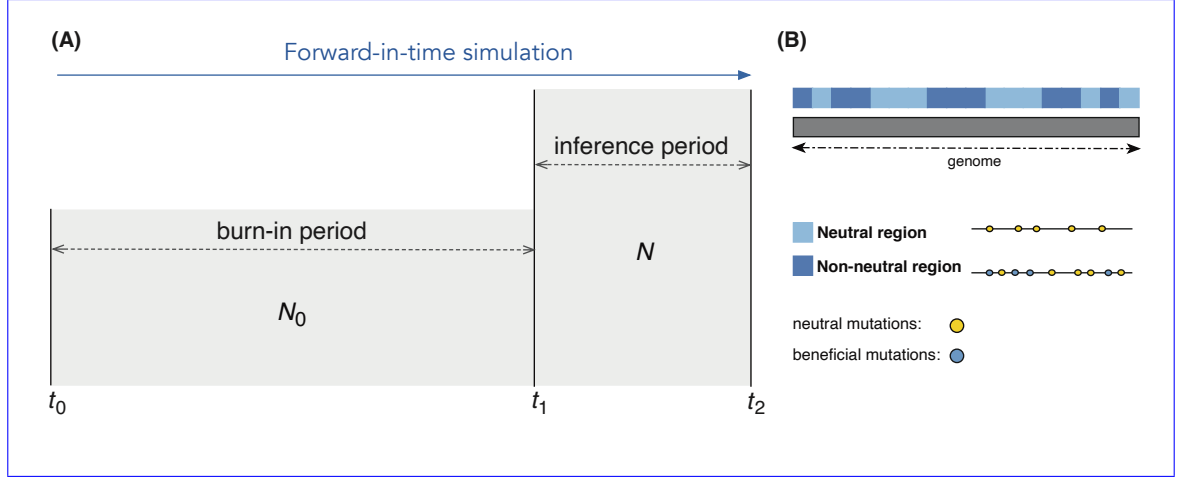 (A)
Forward-in-time simulation
inference period
burn-in period
N
N0
t0
t1
t2
(B)
genome
Neutral region
Non-neutral region
neutral mutations:
beneficial mutations: